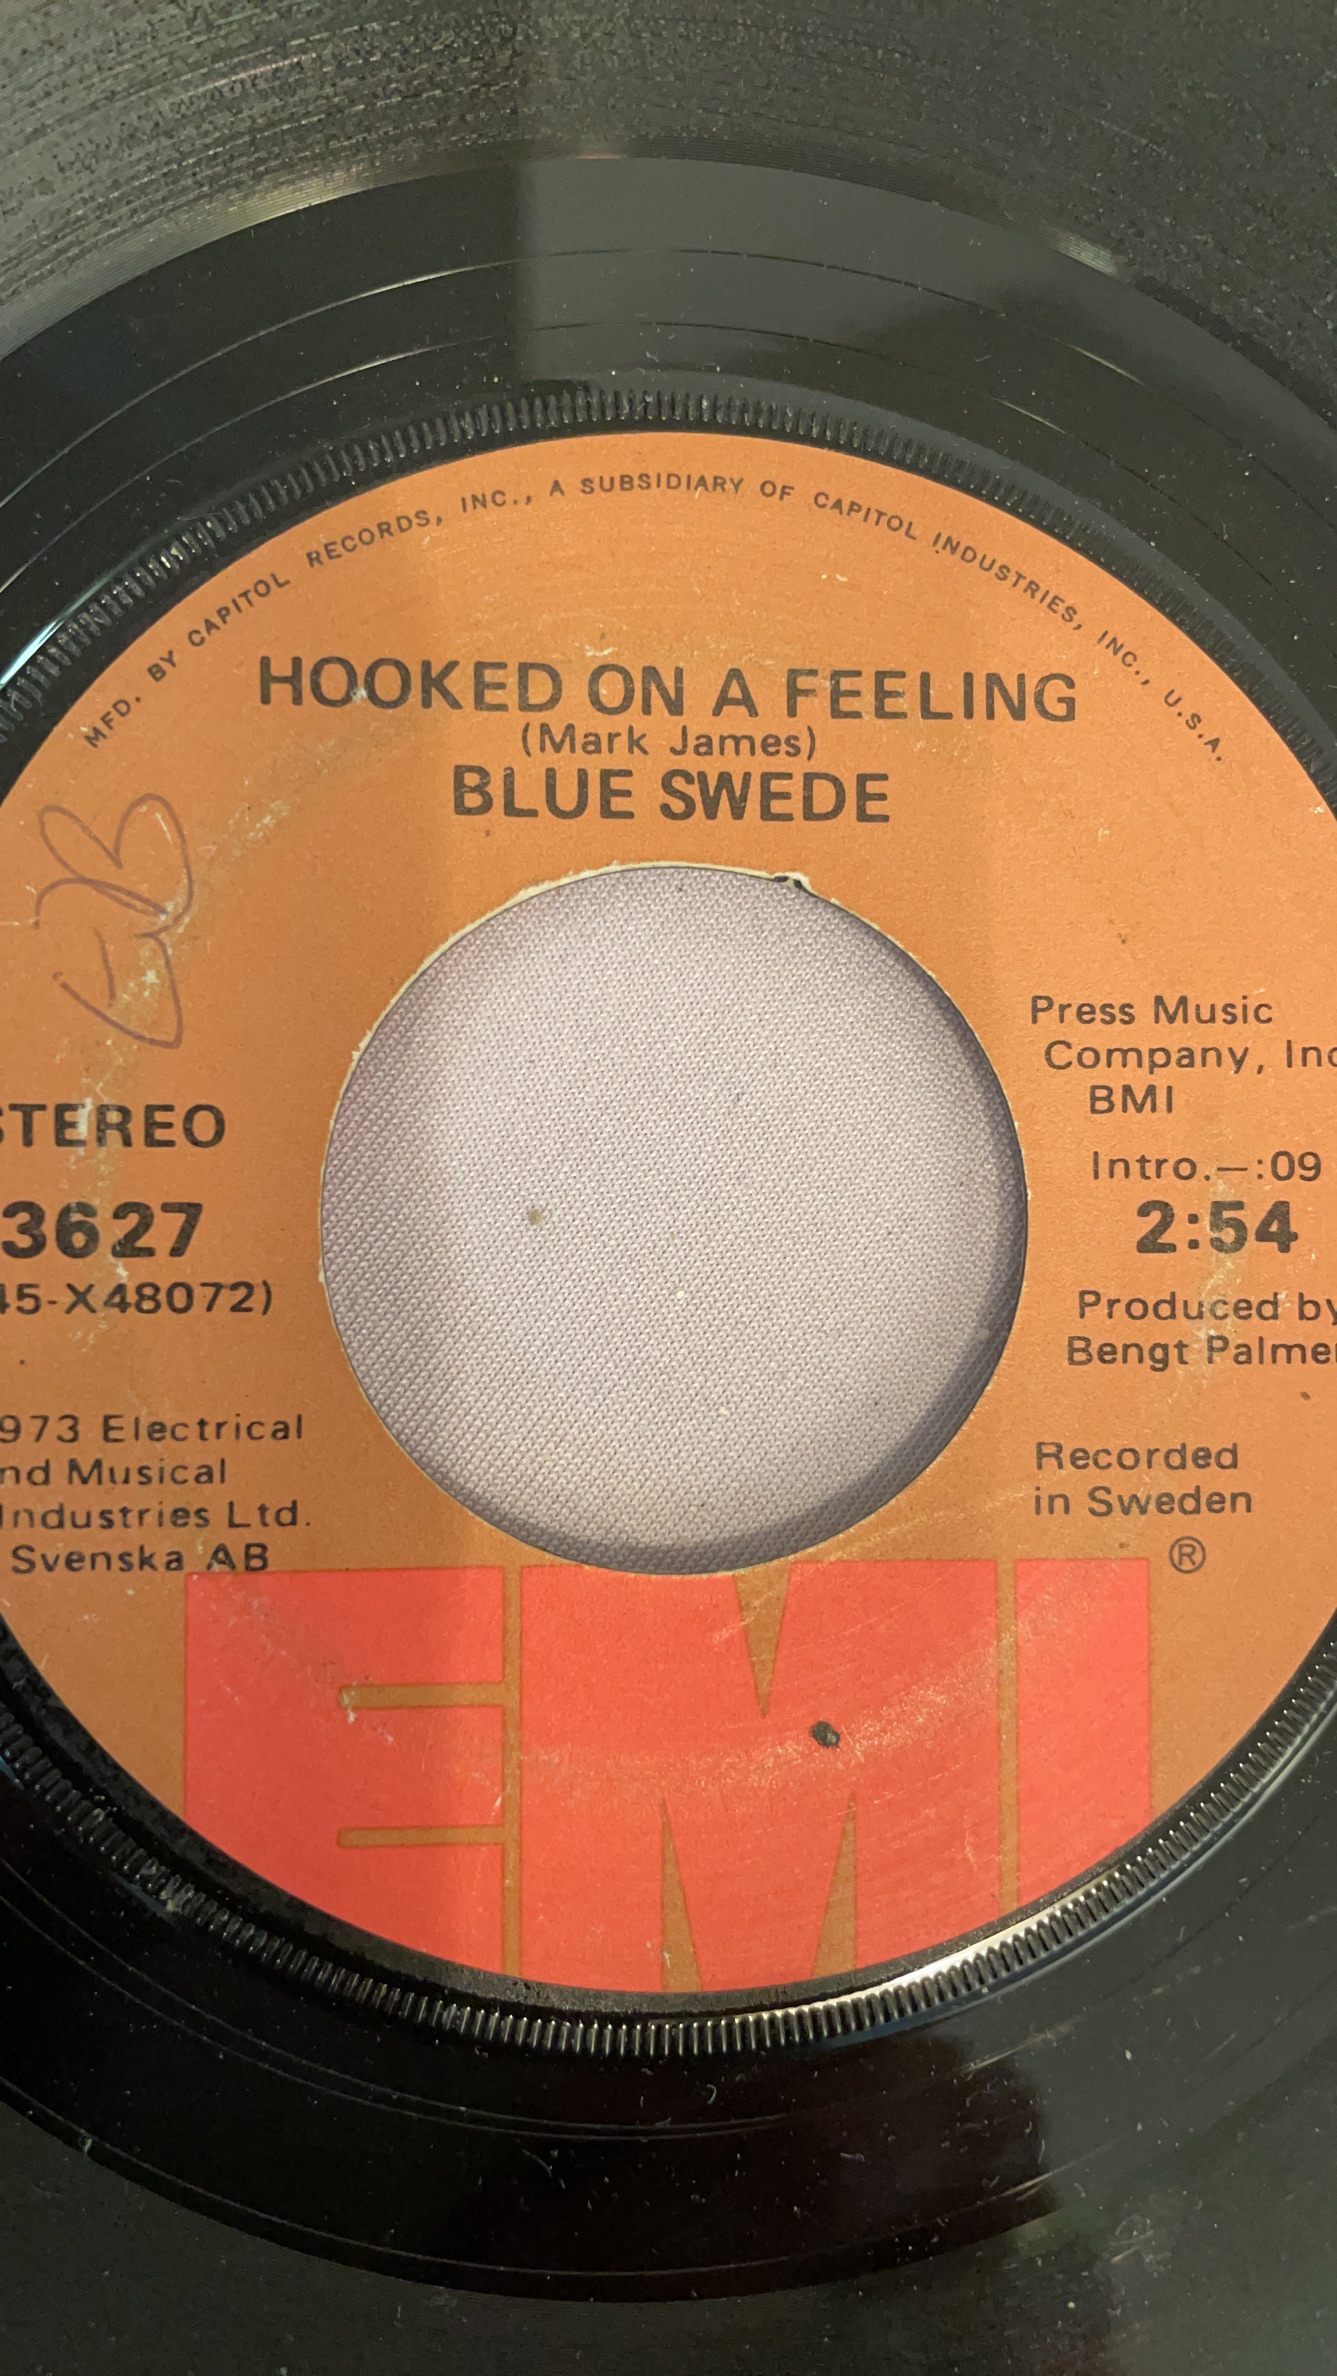 MFD. BY CAPITOL RECORDS, INC., A SUBSIDIARY OF CAPITOL INDUSTRIES, INC., U.S.A.
HOOKED ON A FEELING
(Mark James)
BLUE SWEDE
EB
STEREO
3627
45-X48072)
973 Electrical
nd Musical
Industries Ltd.
Svenska AB
Press Music
Company, Inc
BMI
Intro.—:09
2:54
Produced by
Bengt Palmer
Recorded
in Sweden
EMI®